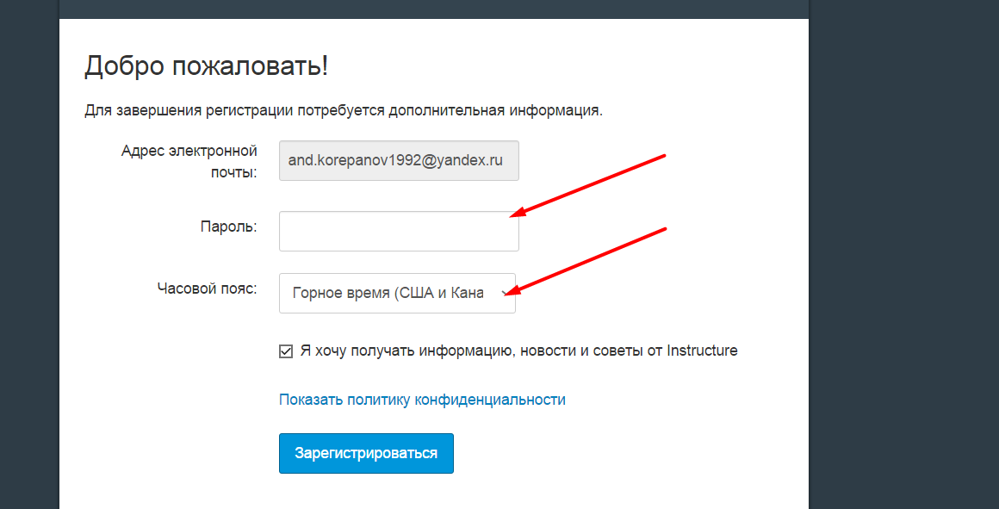 Добро пожаловать!
Для завершения регистрации потребуется дополнительная информация.
Адрес электронной
почты:
and.korepanov1992@yandex.ru
Пароль:
Часовой пояс:
Горное время (США и Кана
Я хочу получать информацию, новости и советы от Instructure
Показать политику конфиденциальности
Зарегистрироваться